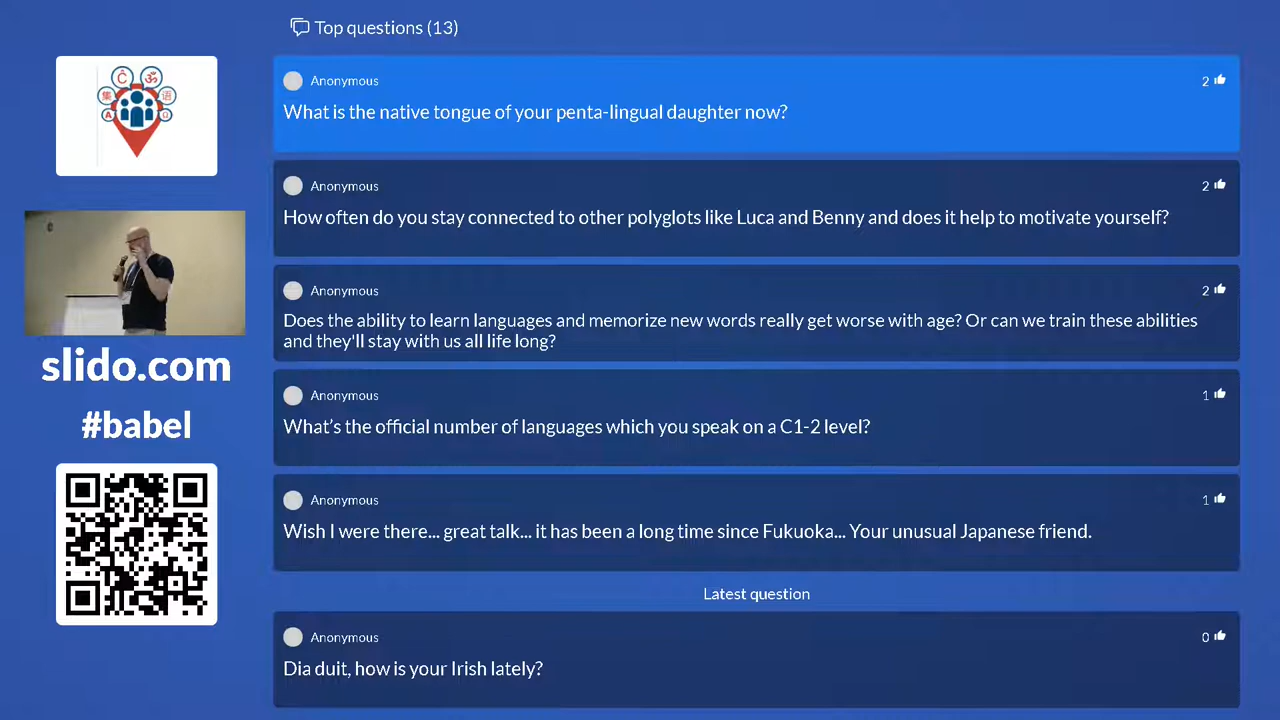 Top questions (13)
Anonymous
2
What is the native tongue of your penta-lingual daughter now?
Anonymous
2
How often do you stay connected to other polyglots like Luca and Benny and does it help to motivate yourself?
Anonymous
2
Does the ability to learn languages and memorize new words really get worse with age? Or can we train these abilities
and they'll stay with us all life long?
Anonymous
1
What's the official number of languages which you speak on a C1-2 level?
Anonymous
1
Wish I were there... great talk... it has been a long time since Fukuoka... Your unusual Japanese friend.
Latest question
Anonymous
0
Dia duit, how is your Irish lately?
Ĉ
ॐ
集
语
A
Ω
slido.com
#babel